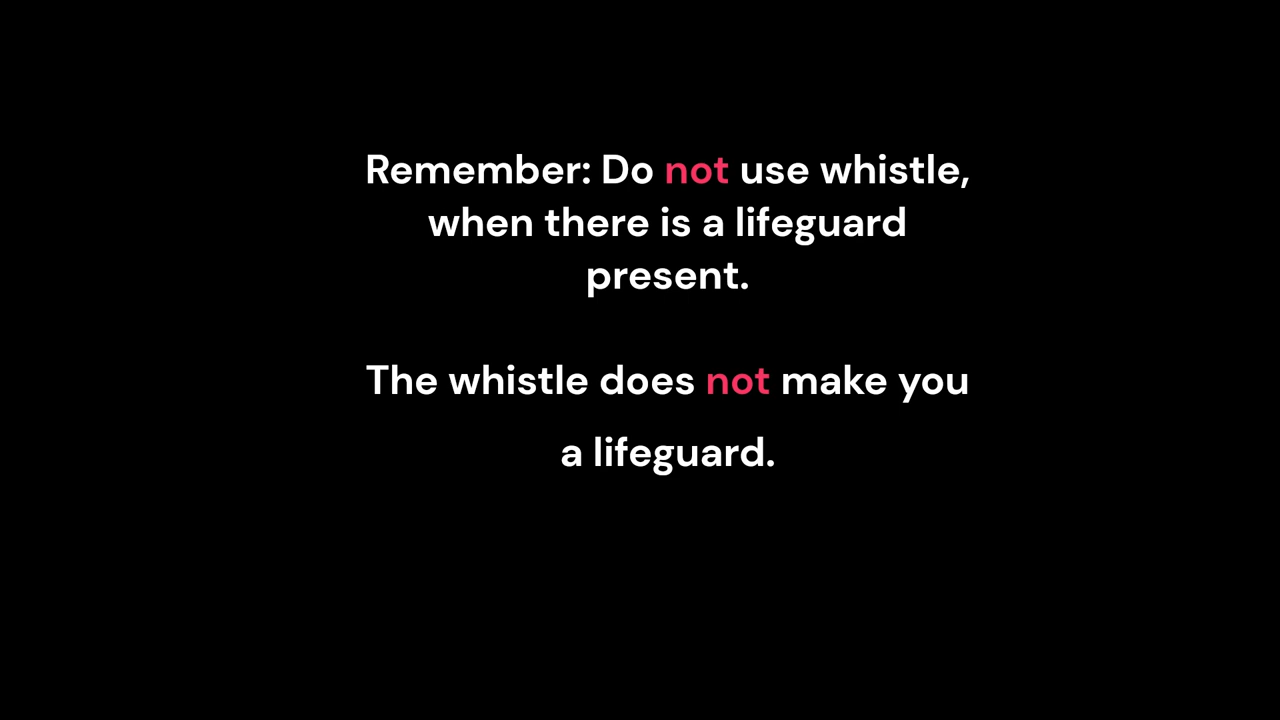 Remember: Do not use whistle,
when there is a lifeguard
present.
The whistle does not make you
a lifeguard.